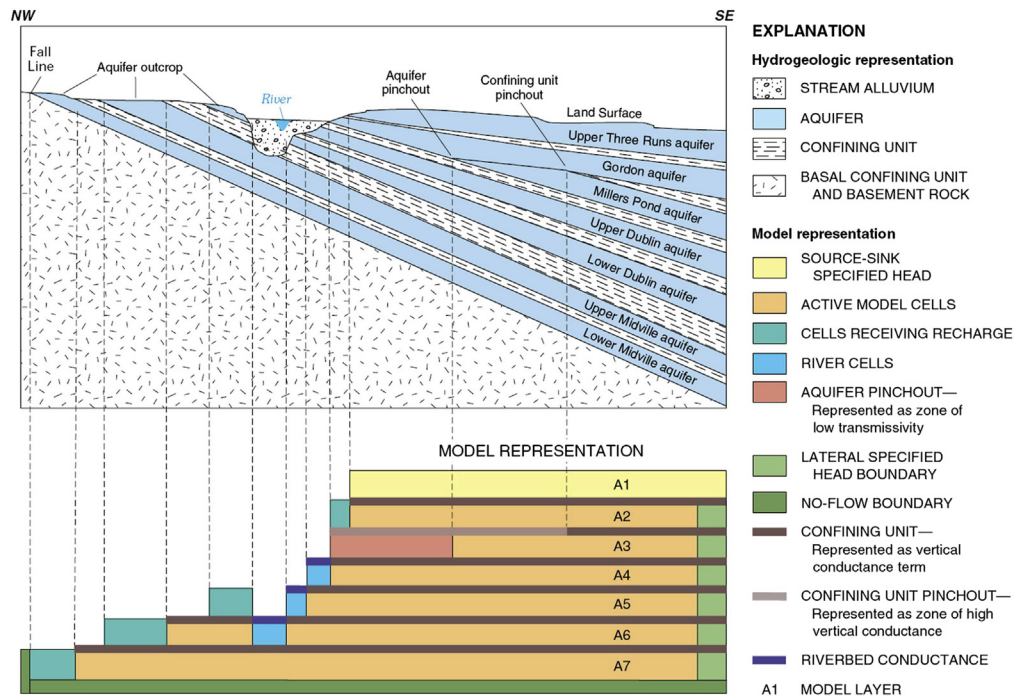 NW
SE
Fall
Line
Aquifer outcrop
River
Aquifer
pinchout
Confining unit
pinchout
Land Surface
Upper Three Runs aquifer
Gordon aquifer
Millers Pond aquifer
Upper Dublin aquifer
Lower Dublin aquifer
Upper Midville aquifer
Lower Midville aquifer
MODEL REPRESENTATION
A1
A2
A3
A4
A5
A6
A7
EXPLANATION
Hydrogeologic representation
STREAM ALLUVIUM
AQUIFER
CONFINING UNIT
BASAL CONFINING UNIT
AND BASEMENT ROCK
Model representation
SOURCE-SINK
SPECIFIED HEAD
ACTIVE MODEL CELLS
CELLS RECEIVING RECHARGE
RIVER CELLS
AQUIFER PINCHOUT—
Represented as zone of
low transmissivity
LATERAL SPECIFIED
HEAD BOUNDARY
NO-FLOW BOUNDARY
CONFINING UNIT—
Represented as vertical
conductance term
CONFINING UNIT PINCHOUT—
Represented as zone of high
vertical conductance
RIVERBED CONDUCTANCE
A1 MODEL LAYER